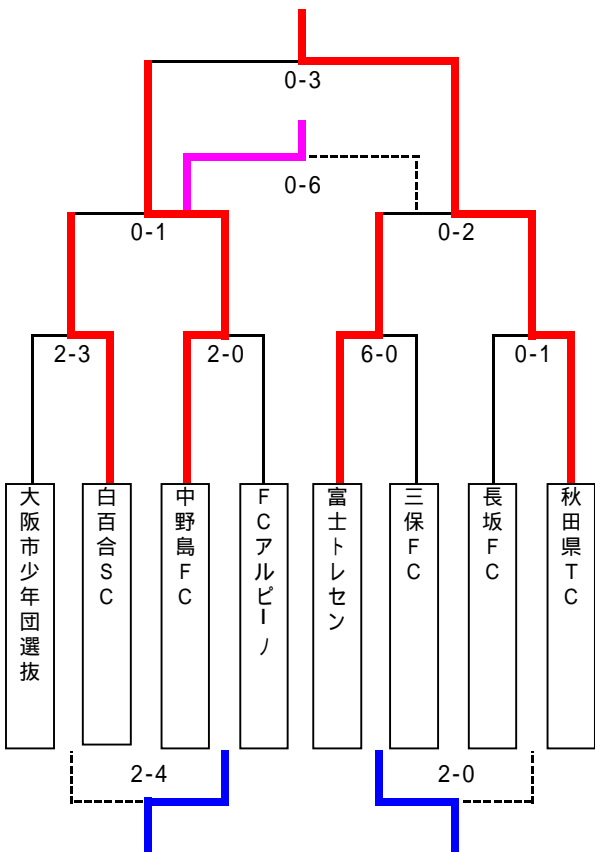 0-3
0-6
0-1
0-2
2-3
2-0
6-0
0-1
大阪市少年団選抜
白百合SC
中野島FC
FCアルピーノ
富士トレセン
三保FC
長坂FC
秋田県TC
2-4
2-0